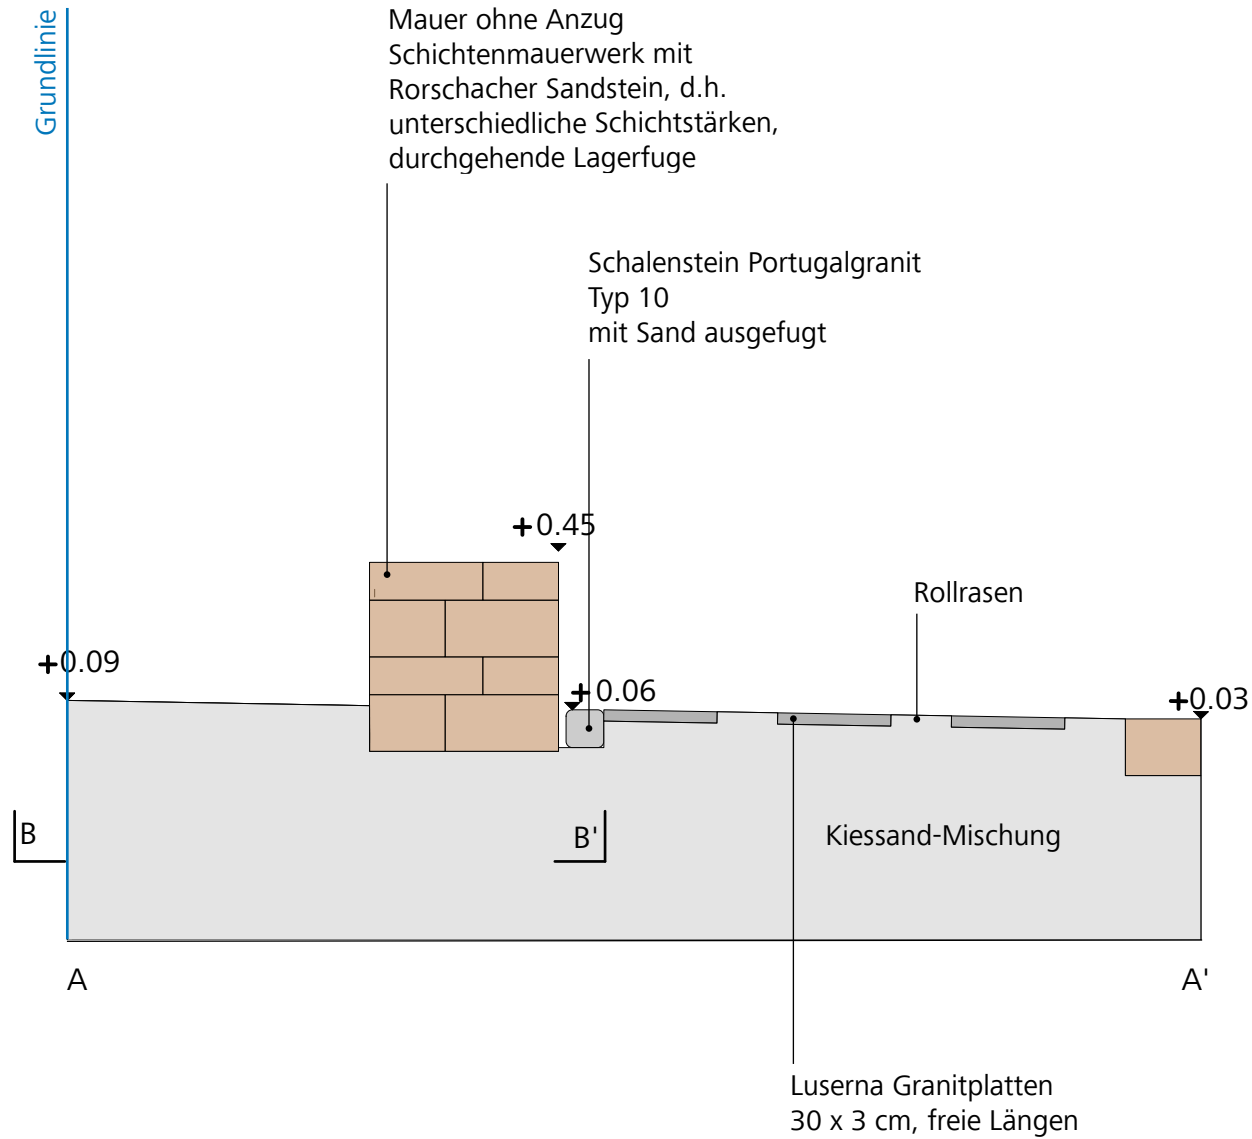 Grundlinie
Mauer ohne Anzug
Schichtenmauerwerk mit
Rorschacher Sandstein, d.h.
unterschiedliche Schichtstärken,
durchgehende Lagerfuge
Schalenstein Portugalgranit
Typ 10
mit Sand ausgefugt
+0.45
Rollrasen
+0.09
+0.06
+0.03
B
B'
Kiessand-Mischung
A
A'
Luserna Granitplatten
30 x 3 cm, freie Längen